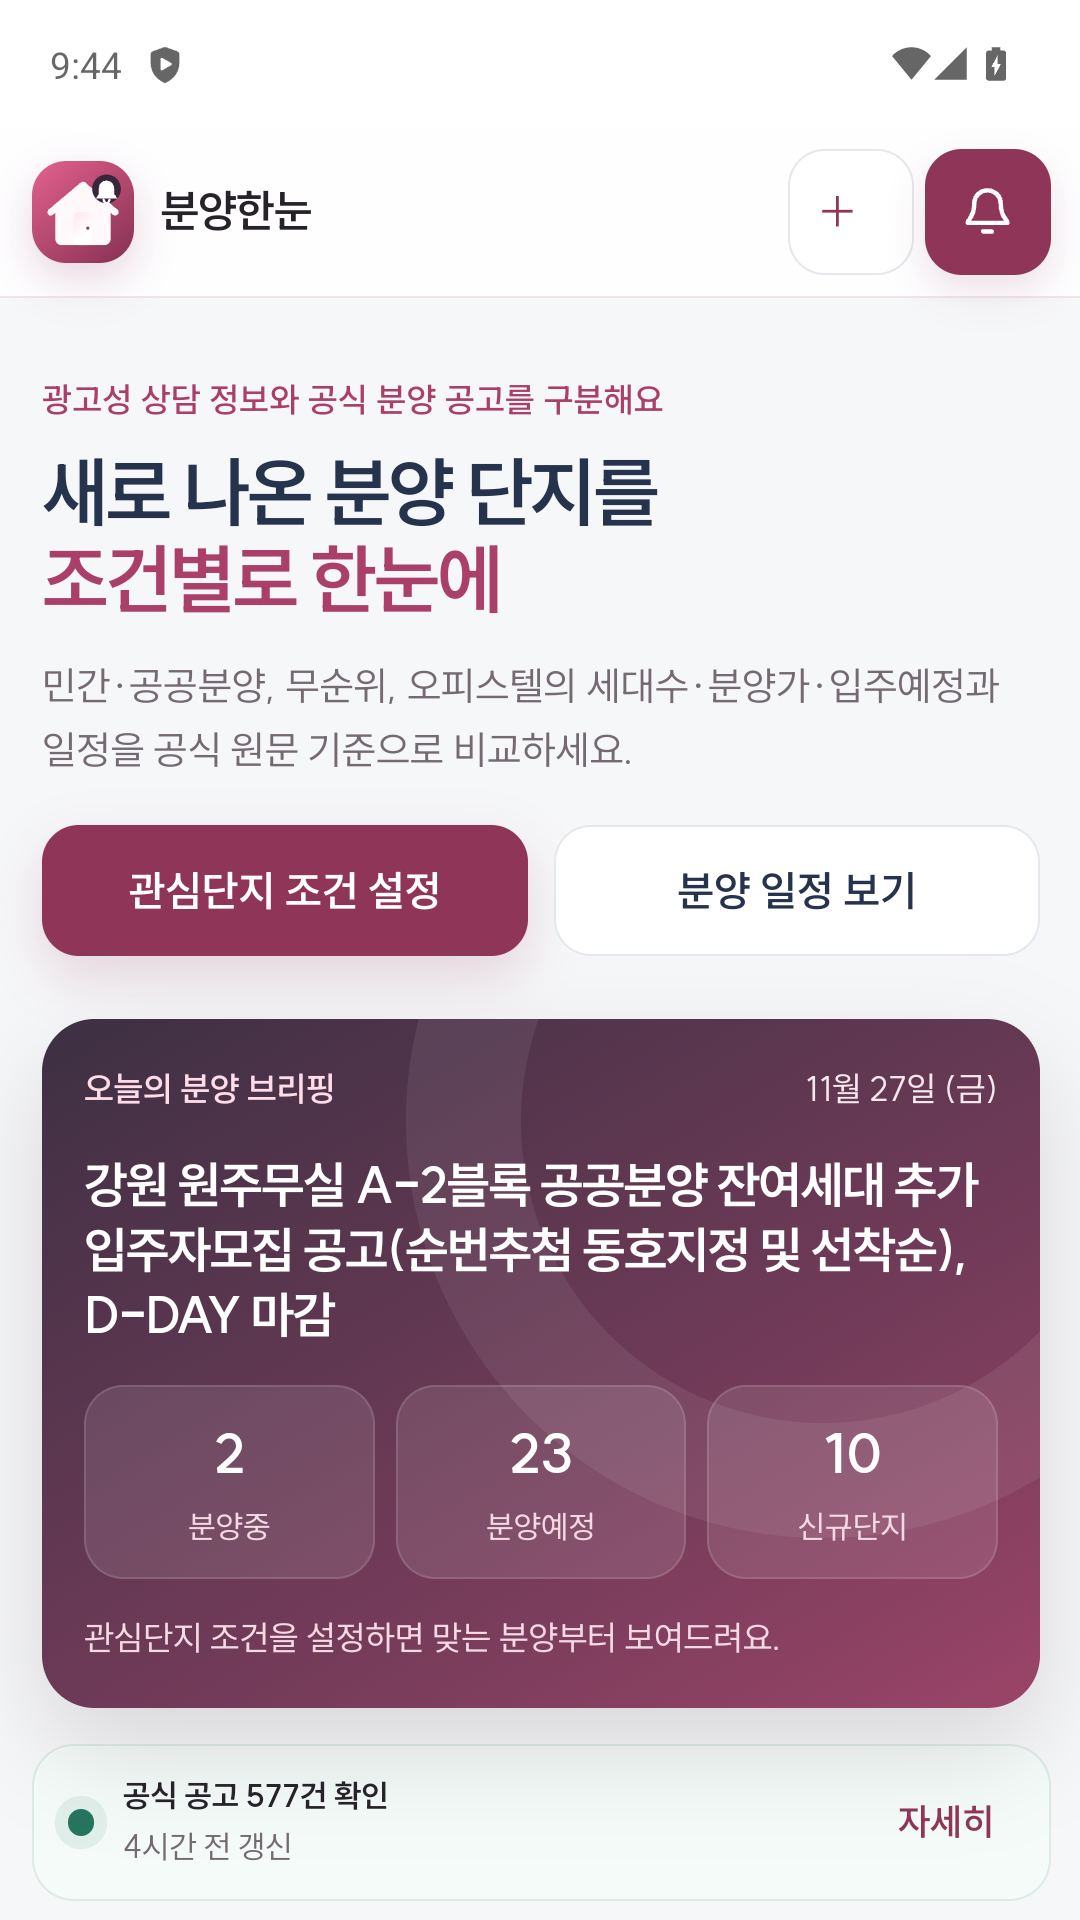 9:44
분양한눈
광고성 상담 정보와 공식 분양 공고를 구분해요
새로 나온 분양 단지를
조건별로 한눈에
민간·공공분양, 무순위, 오피스텔의 세대수·분양가·입주예정과
일정을 공식 원문 기준으로 비교하세요.
관심단지 조건 설정
분양 일정 보기
오늘의 분양 브리핑
11월 27일 (금)
강원 원주무실 A-2블록 공공분양 잔여세대 추가
입주자모집 공고(순번추첨 동호지정 및 선착순),
D-DAY 마감
2
분양중
23
분양예정
10
신규단지
관심단지 조건을 설정하면 맞는 분양부터 보여드려요.
공식 공고 577건 확인
4시간 전 갱신
자세히